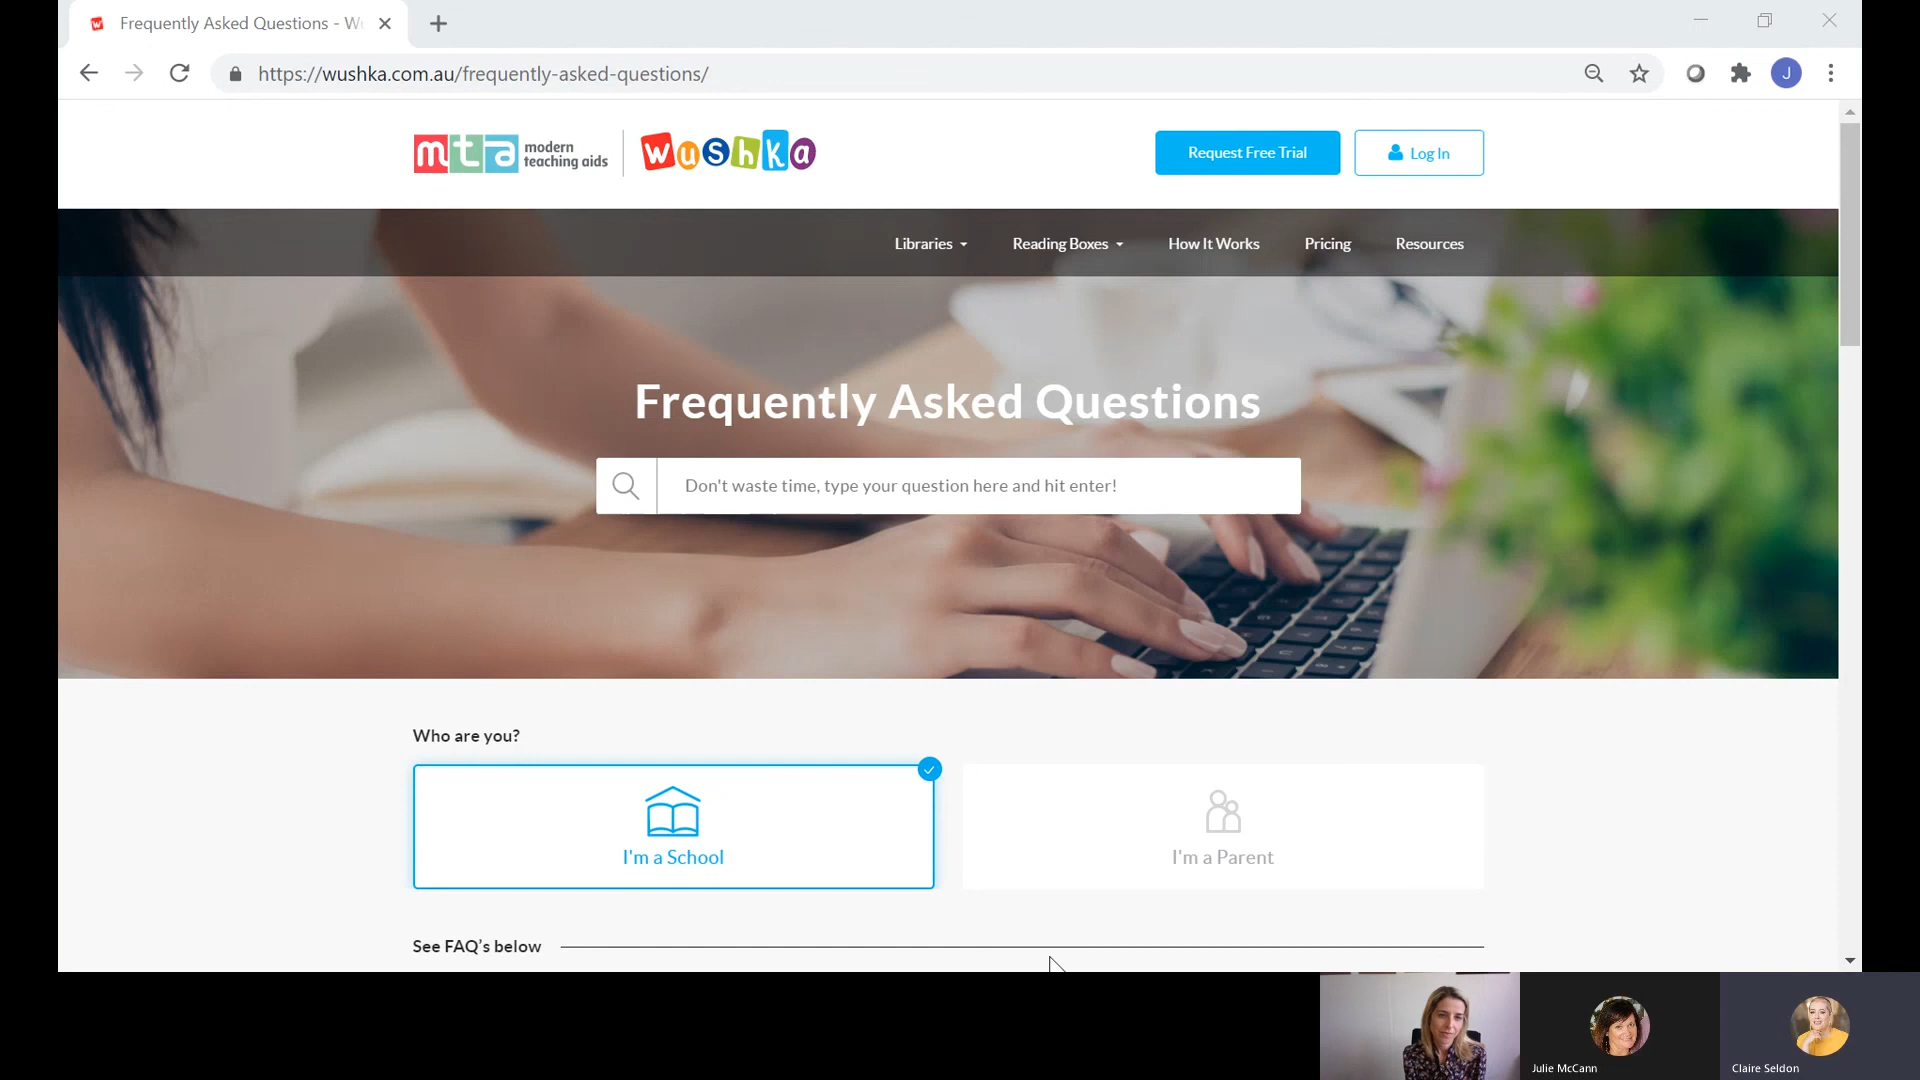 Frequently Asked Questions - Wu
https://wushka.com.au/frequently-asked-questions/
J
mta modern teaching aids
Wushka
Request Free Trial
Log In
Libraries
Reading Boxes
How It Works
Pricing
Resources
Frequently Asked Questions
Don't waste time, type your question here and hit enter!
Who are you?
I'm a School
I'm a Parent
See FAQ's below
Julie McCann
Claire Seldon